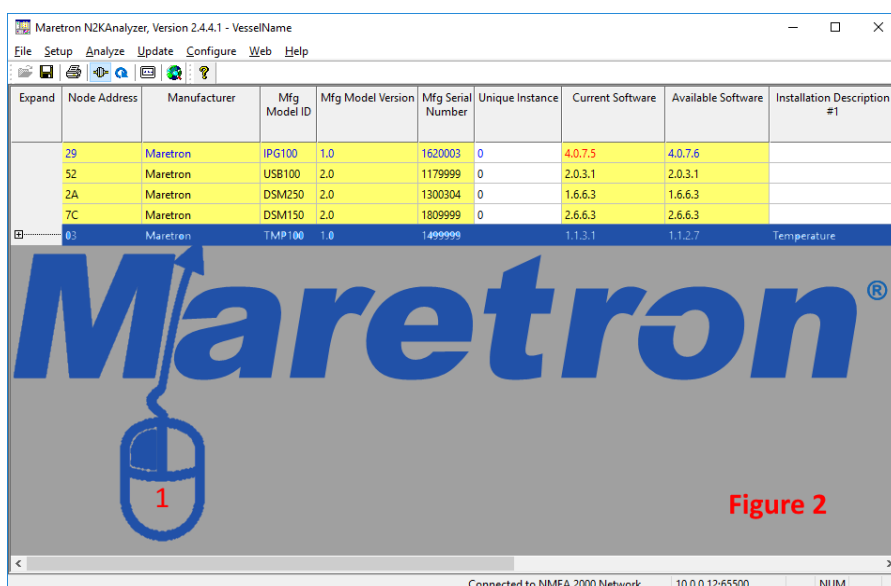 Maretron N2KAnalyzer, Version 2.4.4.1 - VesselName
File Setup Analyze Update Configure Web Help
Expand Node Address Manufacturer Mfg Model ID Mfg Model Version Mfg Serial Number Unique Instance Current Software Available Software Installation Description #1
29 Maretron IPG100 1.0 1620003 0 4.0.7.5 4.0.7.6
52 Maretron USB100 2.0 1179999 0 2.0.3.1 2.0.3.1
2A Maretron DSM250 2.0 1300304 0 1.6.6.3 1.6.6.3
7C Maretron DSM150 2.0 1809999 0 2.6.6.3 2.6.6.3
03 Maretron TMP100 1.0 1499999 1.1.3.1 1.1.2.7 Temperature
Maretron®
1
Figure 2
Connected to NMEA 2000 Network 10.0.0.12:65500 NUM